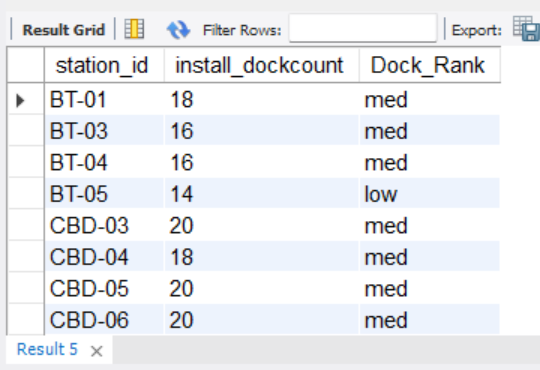 Result Grid Filter Rows: Export:
station_id install_dockcount Dock_Rank
BT-01 18 med
BT-03 16 med
BT-04 16 med
BT-05 14 low
CBD-03 20 med
CBD-04 18 med
CBD-05 20 med
CBD-06 20 med
Result 5 ×